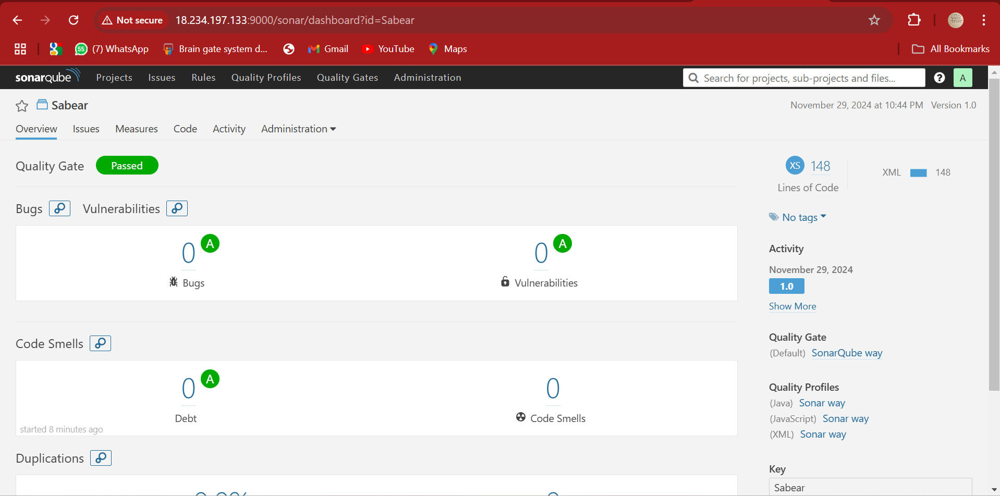 Not secure 18.234.197.133:9000/sonar/dashboard?id=Sabear
55 (7) WhatsApp Brain gate system d... Gmail YouTube Maps All Bookmarks
sonarqube Projects Issues Rules Quality Profiles Quality Gates Administration Search for projects, sub-projects and files... ? A
Sabear November 29, 2024 at 10:44 PM Version 1.0
Overview Issues Measures Code Activity Administration
Quality Gate Passed
XS 148
Lines of Code
XML 148
Bugs Vulnerabilities
0 A
Bugs
0 A
Vulnerabilities
Code Smells
0 A
Debt
started 8 minutes ago
0
Code Smells
Duplications
No tags
Activity
November 29, 2024
1.0
Show More
Quality Gate
(Default) SonarQube way
Quality Profiles
(Java) Sonar way
(JavaScript) Sonar way
(XML) Sonar way
Key
Sabear